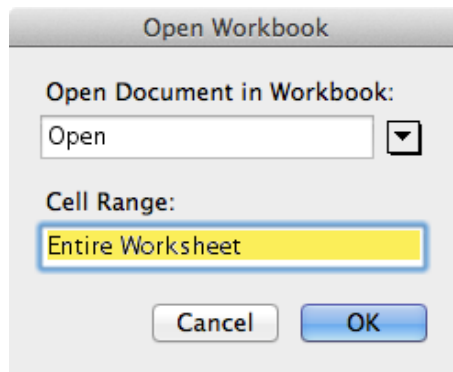 Open Workbook
Open Document in Workbook:
Open
Cell Range:
Entire Worksheet
Cancel OK